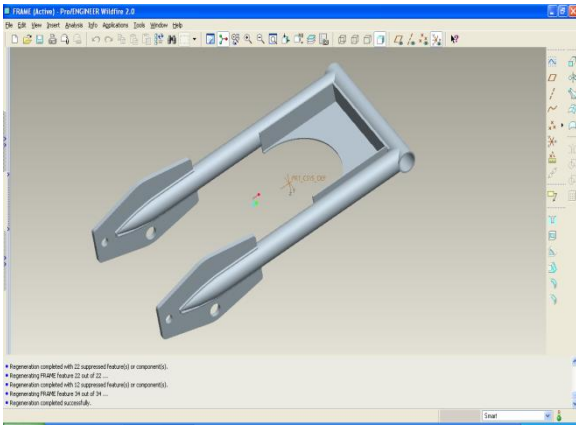 FRAME (Active) - Pro/ENGINEER Wildfire 2.0
File Edit View Insert Analysis Info Applications Tools Window Help
PRT_CSYS_DEF
Regeneration completed with 22 suppressed feature(s) or component(s).
Regenerating FRAME feature 22 out of 22 ...
Regeneration completed with 12 suppressed feature(s) or component(s).
Regenerating FRAME feature 34 out of 34 ...
Regeneration completed successfully.
Smart